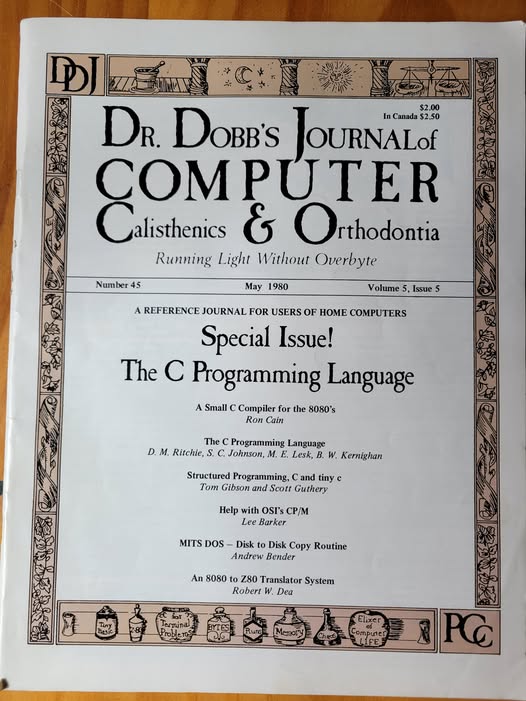 DDJ
$2.00
In Canada $2.50
DR. DOBB'S JOURNAL of
COMPUTER
Calisthenics & Orthodontia
Running Light Without Overbyte
Number 45 May 1980 Volume 5, Issue 5
A REFERENCE JOURNAL FOR USERS OF HOME COMPUTERS
Special Issue!
The C Programming Language
A Small C Compiler for the 8080's
Ron Cain
The C Programming Language
D. M. Ritchie, S. C. Johnson, M. E. Lesk, B. W. Kernighan
Structured Programming, C and tiny c
Tom Gibson and Scott Guthery
Help with OSI's CP/M
Lee Barker
MITS DOS – Disk to Disk Copy Routine
Andrew Bender
An 8080 to Z80 Translator System
Robert W. Dea
Tiny Basic Z-80 for Terminal Problems BYTES Memory Chess Elixer of Computer LIFE
PCC